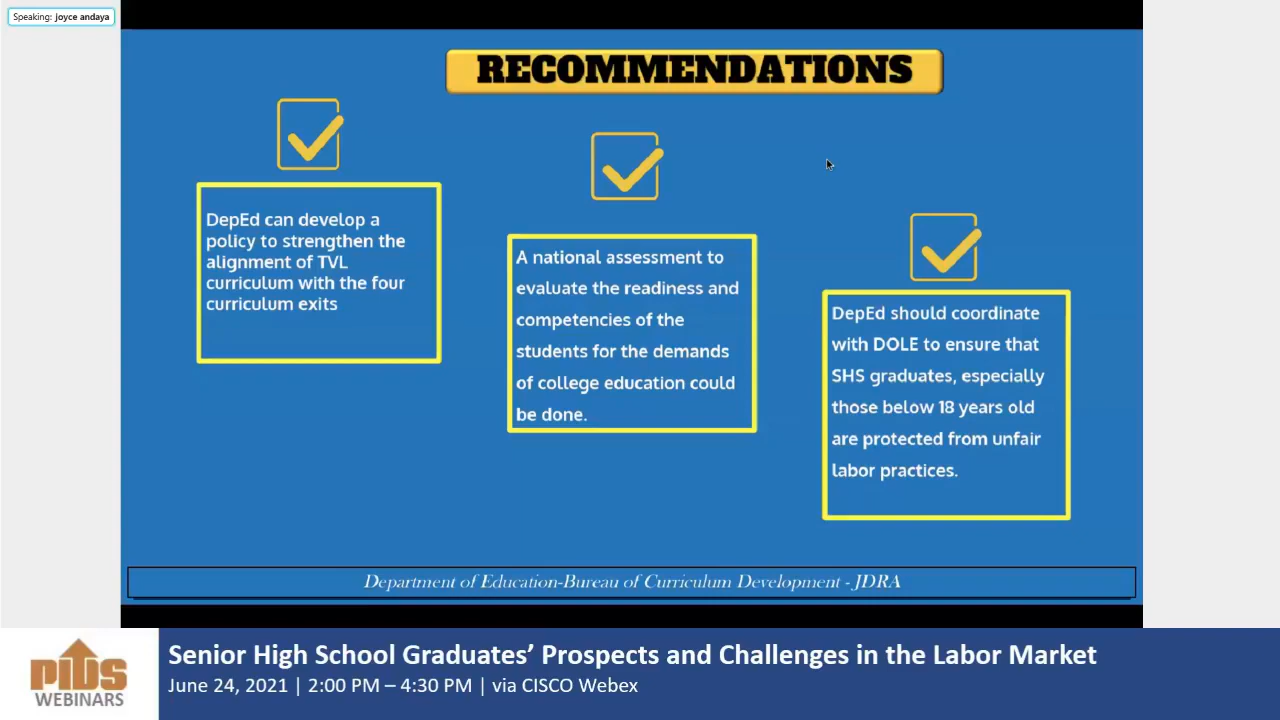 Speaking: joyce andaya
RECOMMENDATIONS
DepEd can develop a
policy to strengthen the
alignment of TVL
curriculum with the four
curriculum exits
A national assessment to
evaluate the readiness and
competencies of the
students for the demands
of college education could
be done.
DepEd should coordinate
with DOLE to ensure that
SHS graduates, especially
those below 18 years old
are protected from unfair
labor practices.
Department of Education-Bureau of Curriculum Development - JDRA
PIDS
WEBINARS
Senior High School Graduates’ Prospects and Challenges in the Labor Market
June 24, 2021 | 2:00 PM – 4:30 PM | via CISCO Webex